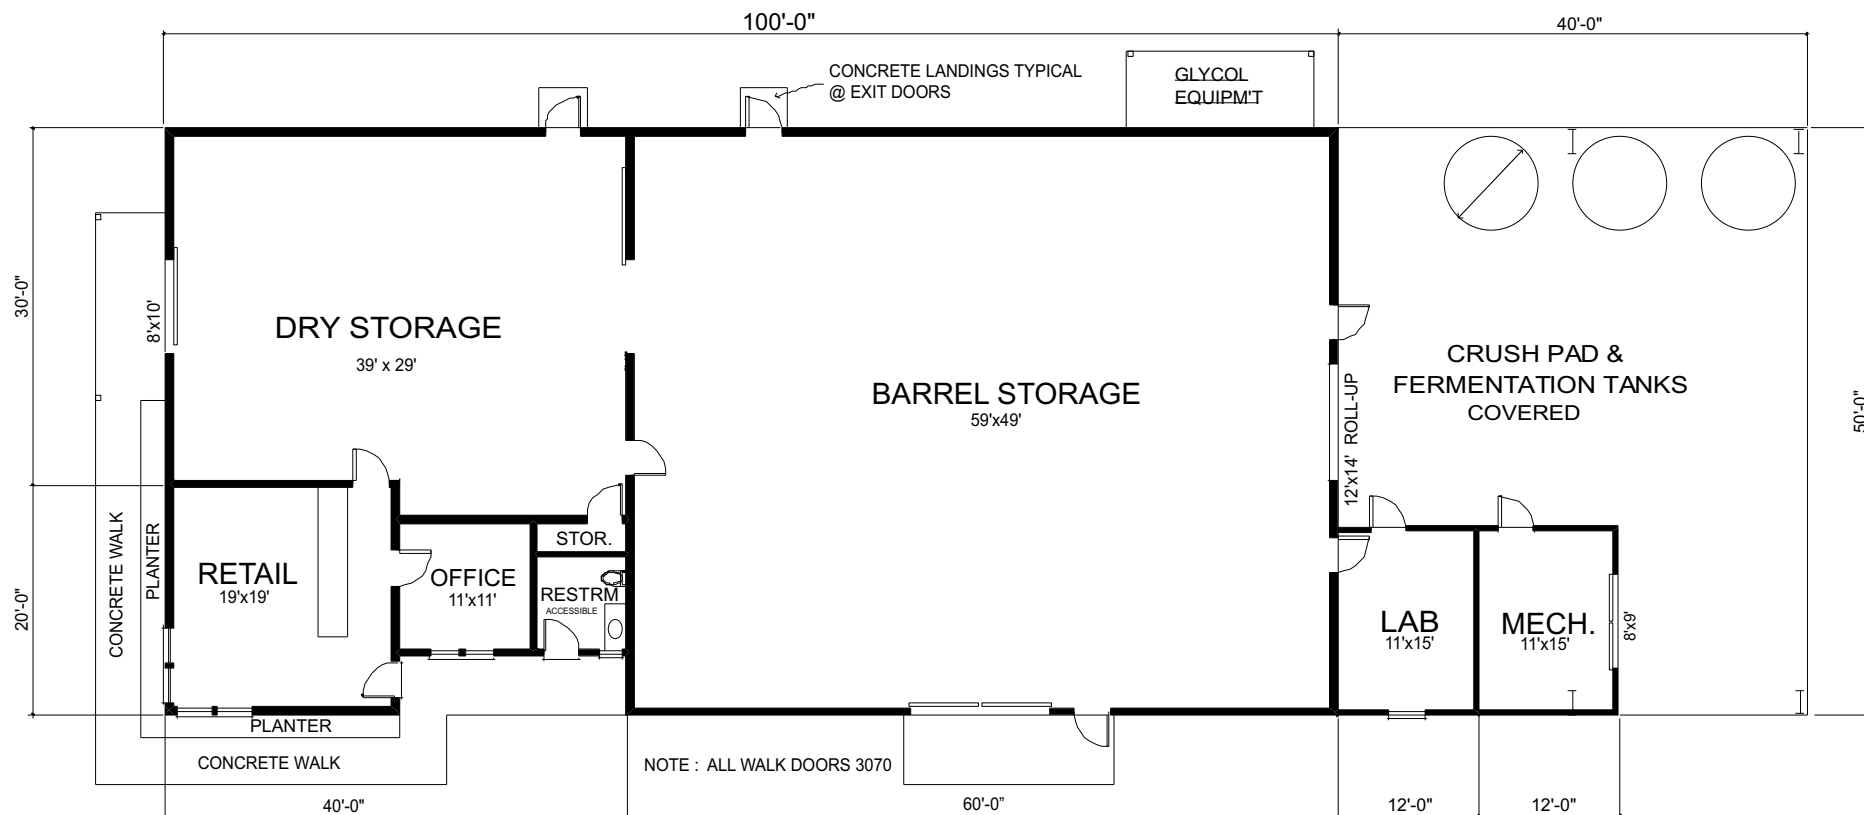 100'-0"
40'-0"
CONCRETE LANDINGS TYPICAL
@ EXIT DOORS
GLYCOL
EQUIPM'T
30'-0"
8'x10'
DRY STORAGE
39' x 29'
BARREL STORAGE
59'x49'
CRUSH PAD &
FERMENTATION TANKS
COVERED
12'x14' ROLL-UP
50'-0"
20'-0"
CONCRETE WALK
PLANTER
RETAIL
19'x19'
OFFICE
11'x11'
STOR.
RESTRM
ACCESSIBLE
LAB
11'x15'
MECH.
11'x15'
8'x9'
PLANTER
CONCRETE WALK
NOTE : ALL WALK DOORS 3070
40'-0"
60'-0”
12'-0"
12'-0"